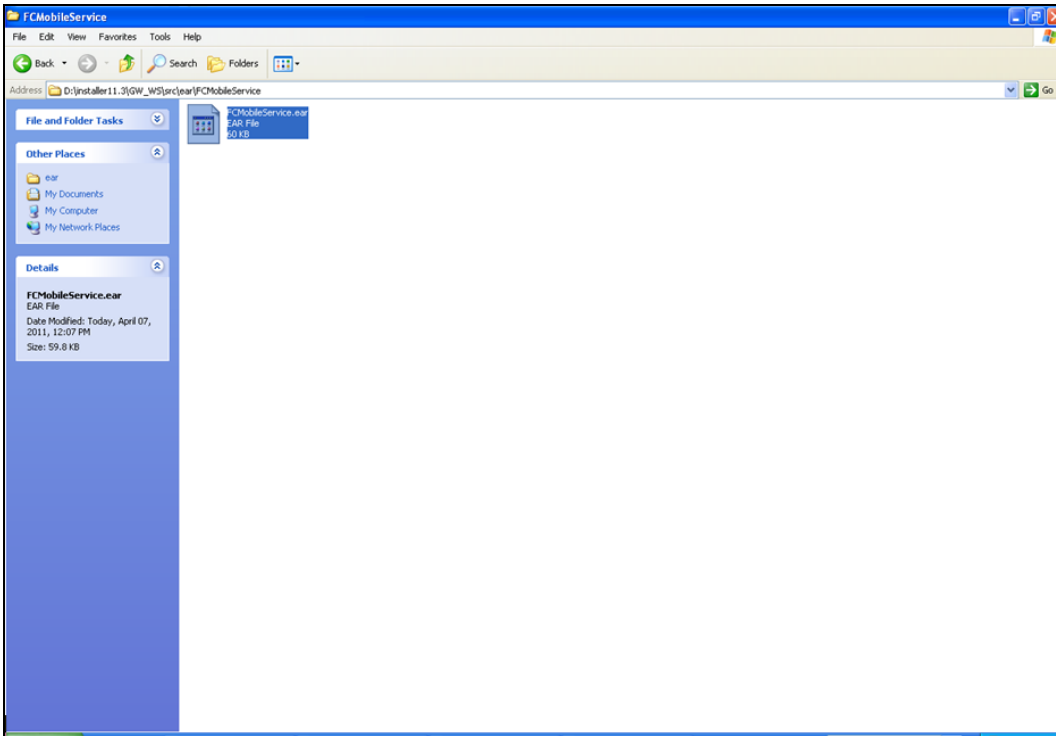 FCMobileService
File Edit View Favorites Tools Help
Back Search Folders
Address D:\installer11.3\GW_WS\src\ear\FCMobileService Go
File and Folder Tasks
Other Places
ear
My Documents
My Computer
My Network Places
Details
FCMobileService.ear
EAR File
Date Modified: Today, April 07,
2011, 12:07 PM
Size: 59.8 KB
FCMobileService.ear
EAR File
60 KB